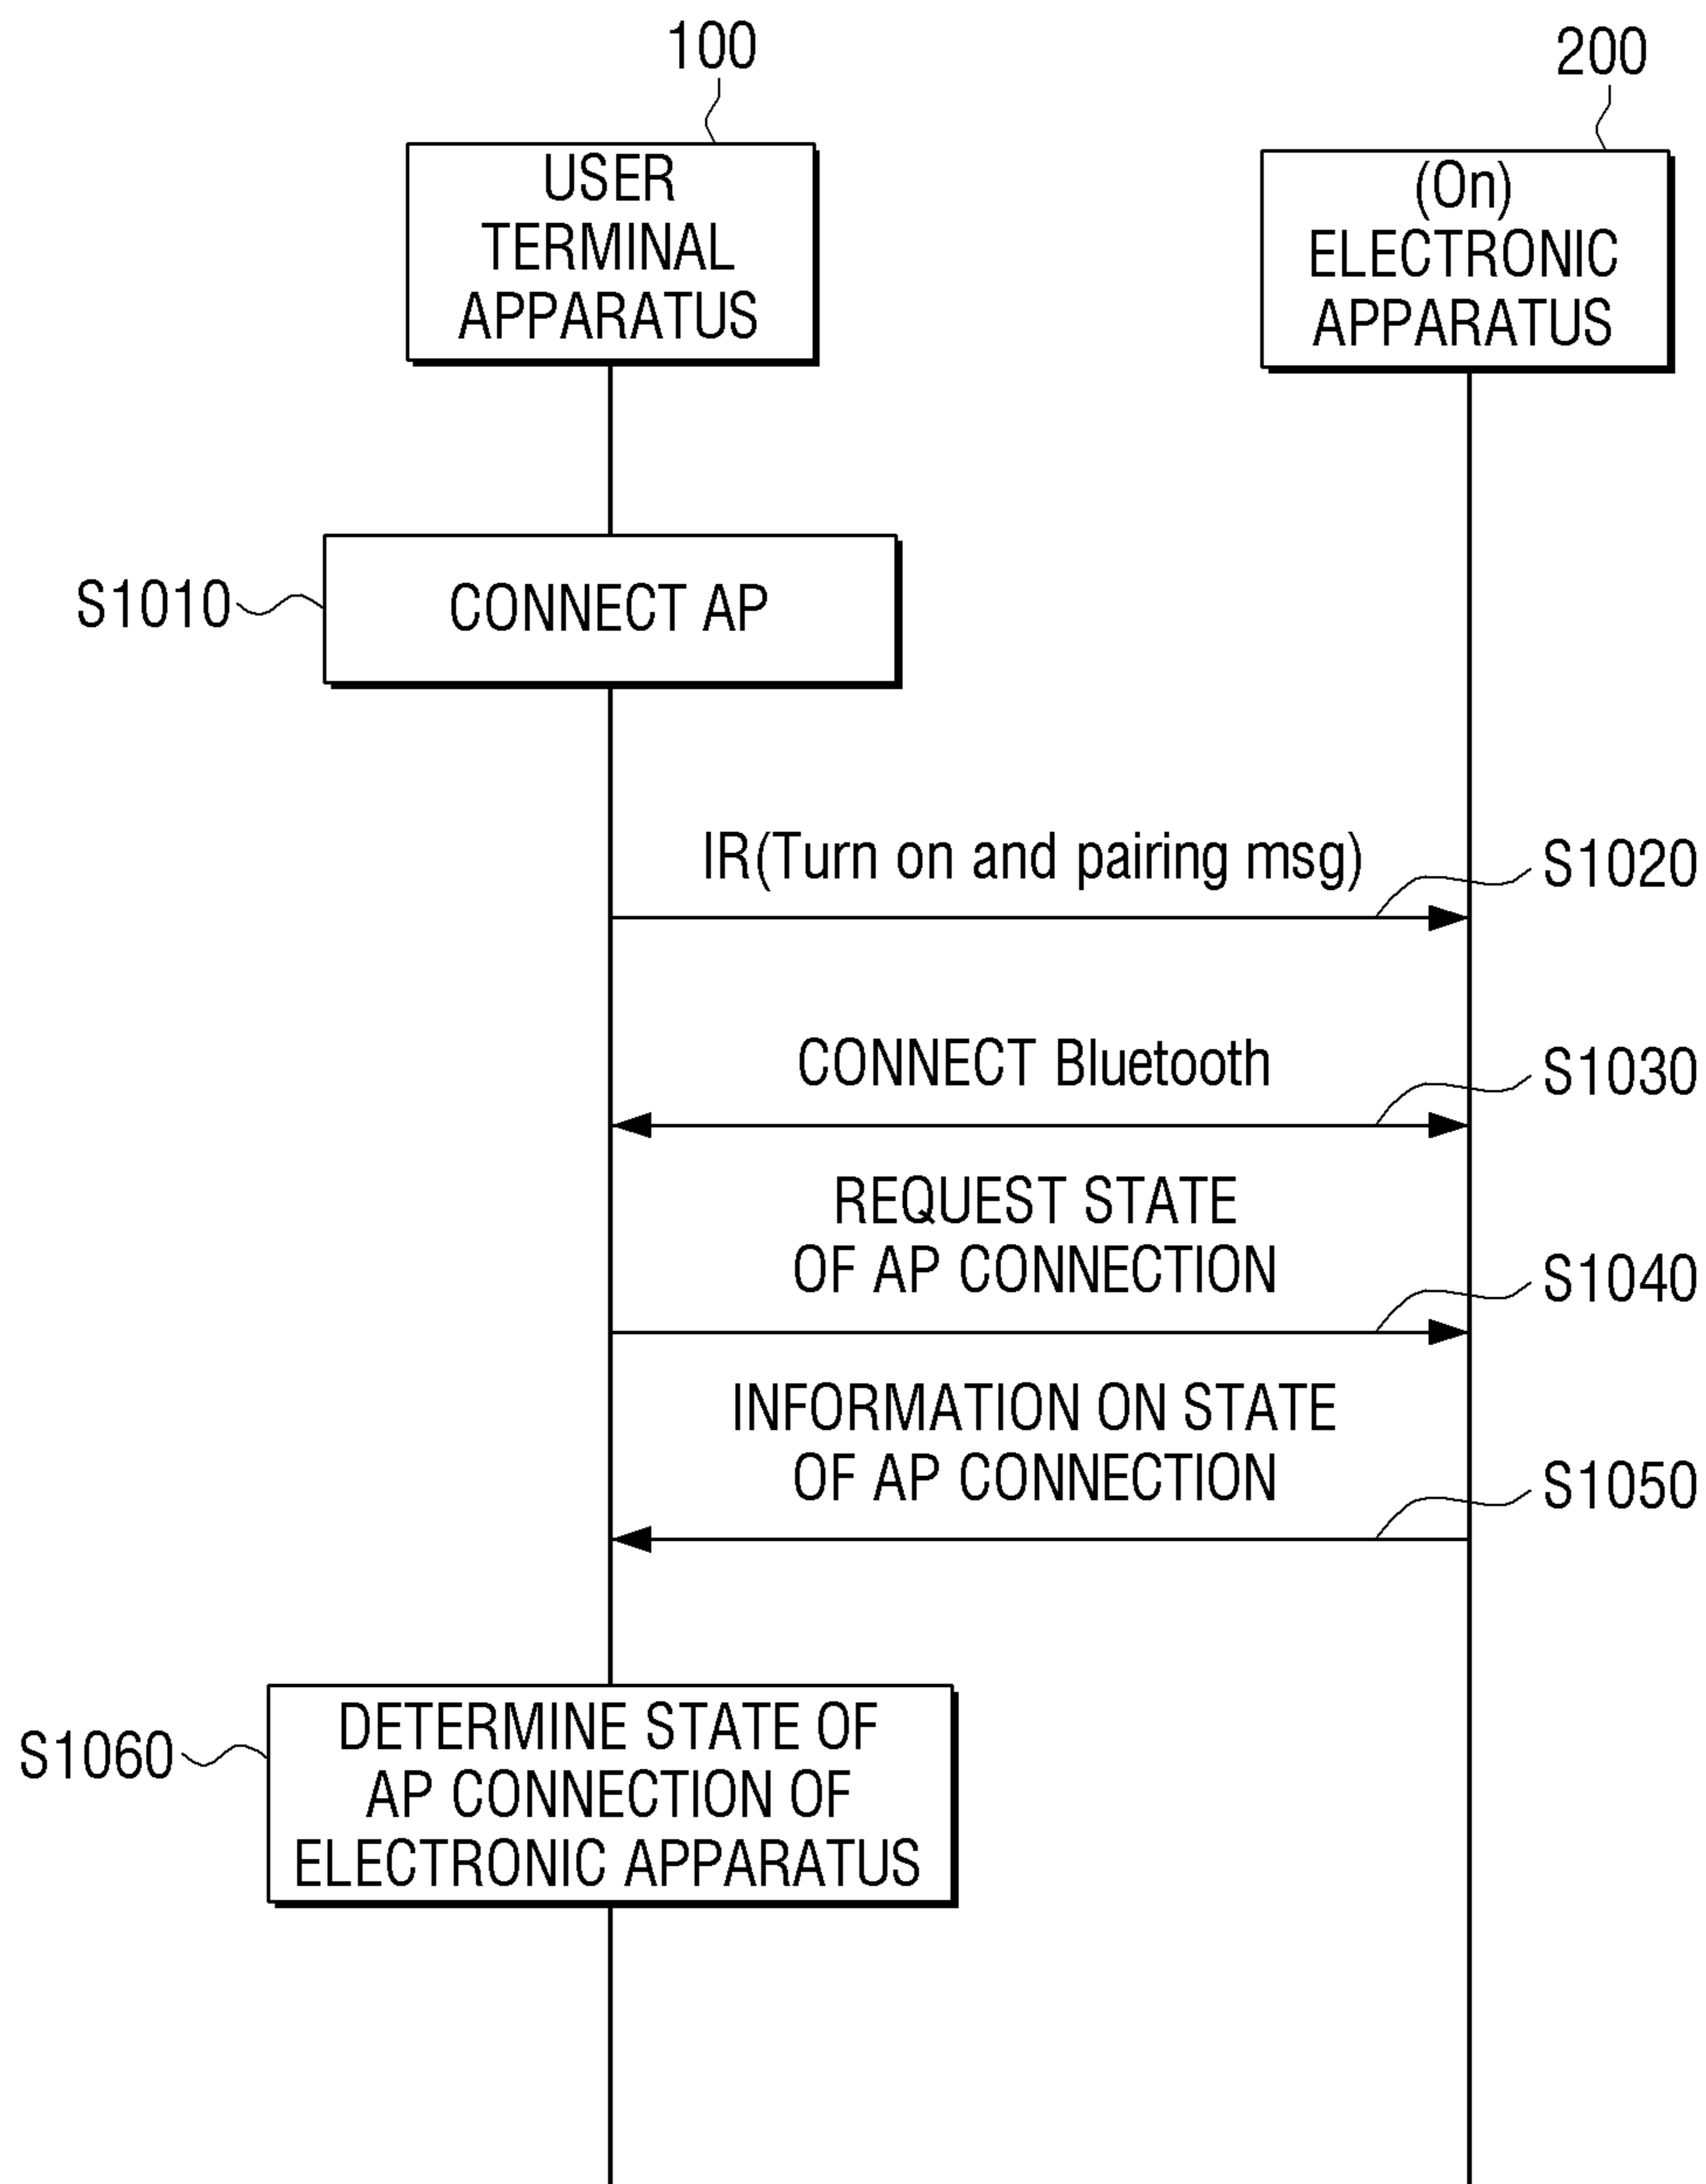 100
200
USER
TERMINAL
APPARATUS
(On)
ELECTRONIC
APPARATUS
S1010
CONNECT AP
IR(Turn on and pairing msg)
S1020
CONNECT Bluetooth
S1030
REQUEST STATE
OF AP CONNECTION
S1040
INFORMATION ON STATE
OF AP CONNECTION
S1050
S1060
DETERMINE STATE OF
AP CONNECTION OF
ELECTRONIC APPARATUS